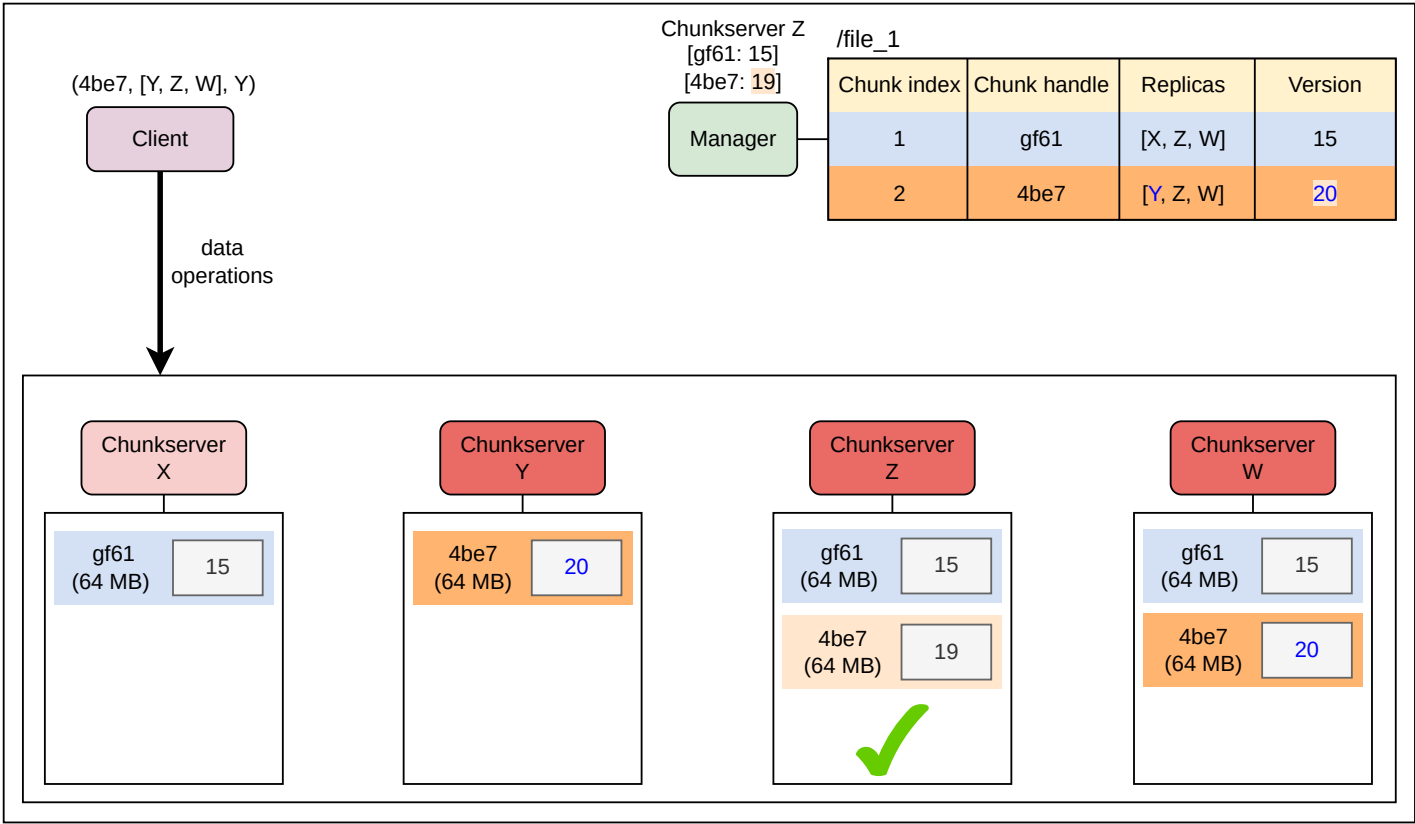 Chunkserver Z
[gf61: 15]
[4be7: 19]
/file_1
(4be7, [Y, Z, W], Y)
Client
Manager
Chunk index Chunk handle Replicas Version
1 gf61 [X, Z, W] 15
2 4be7 [Y, Z, W] 20
data
operations
Chunkserver
X
Chunkserver
Y
Chunkserver
Z
Chunkserver
W
gf61
(64 MB)
15
4be7
(64 MB)
20
gf61
(64 MB)
15
4be7
(64 MB)
19
gf61
(64 MB)
15
4be7
(64 MB)
20